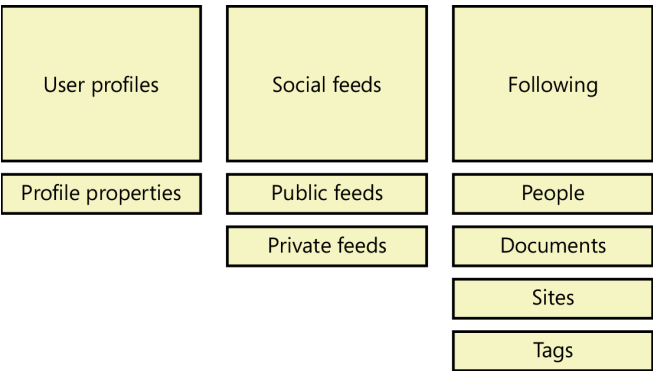 User profiles
Social feeds
Following
Profile properties
Public feeds
People
Private feeds
Documents
Sites
Tags